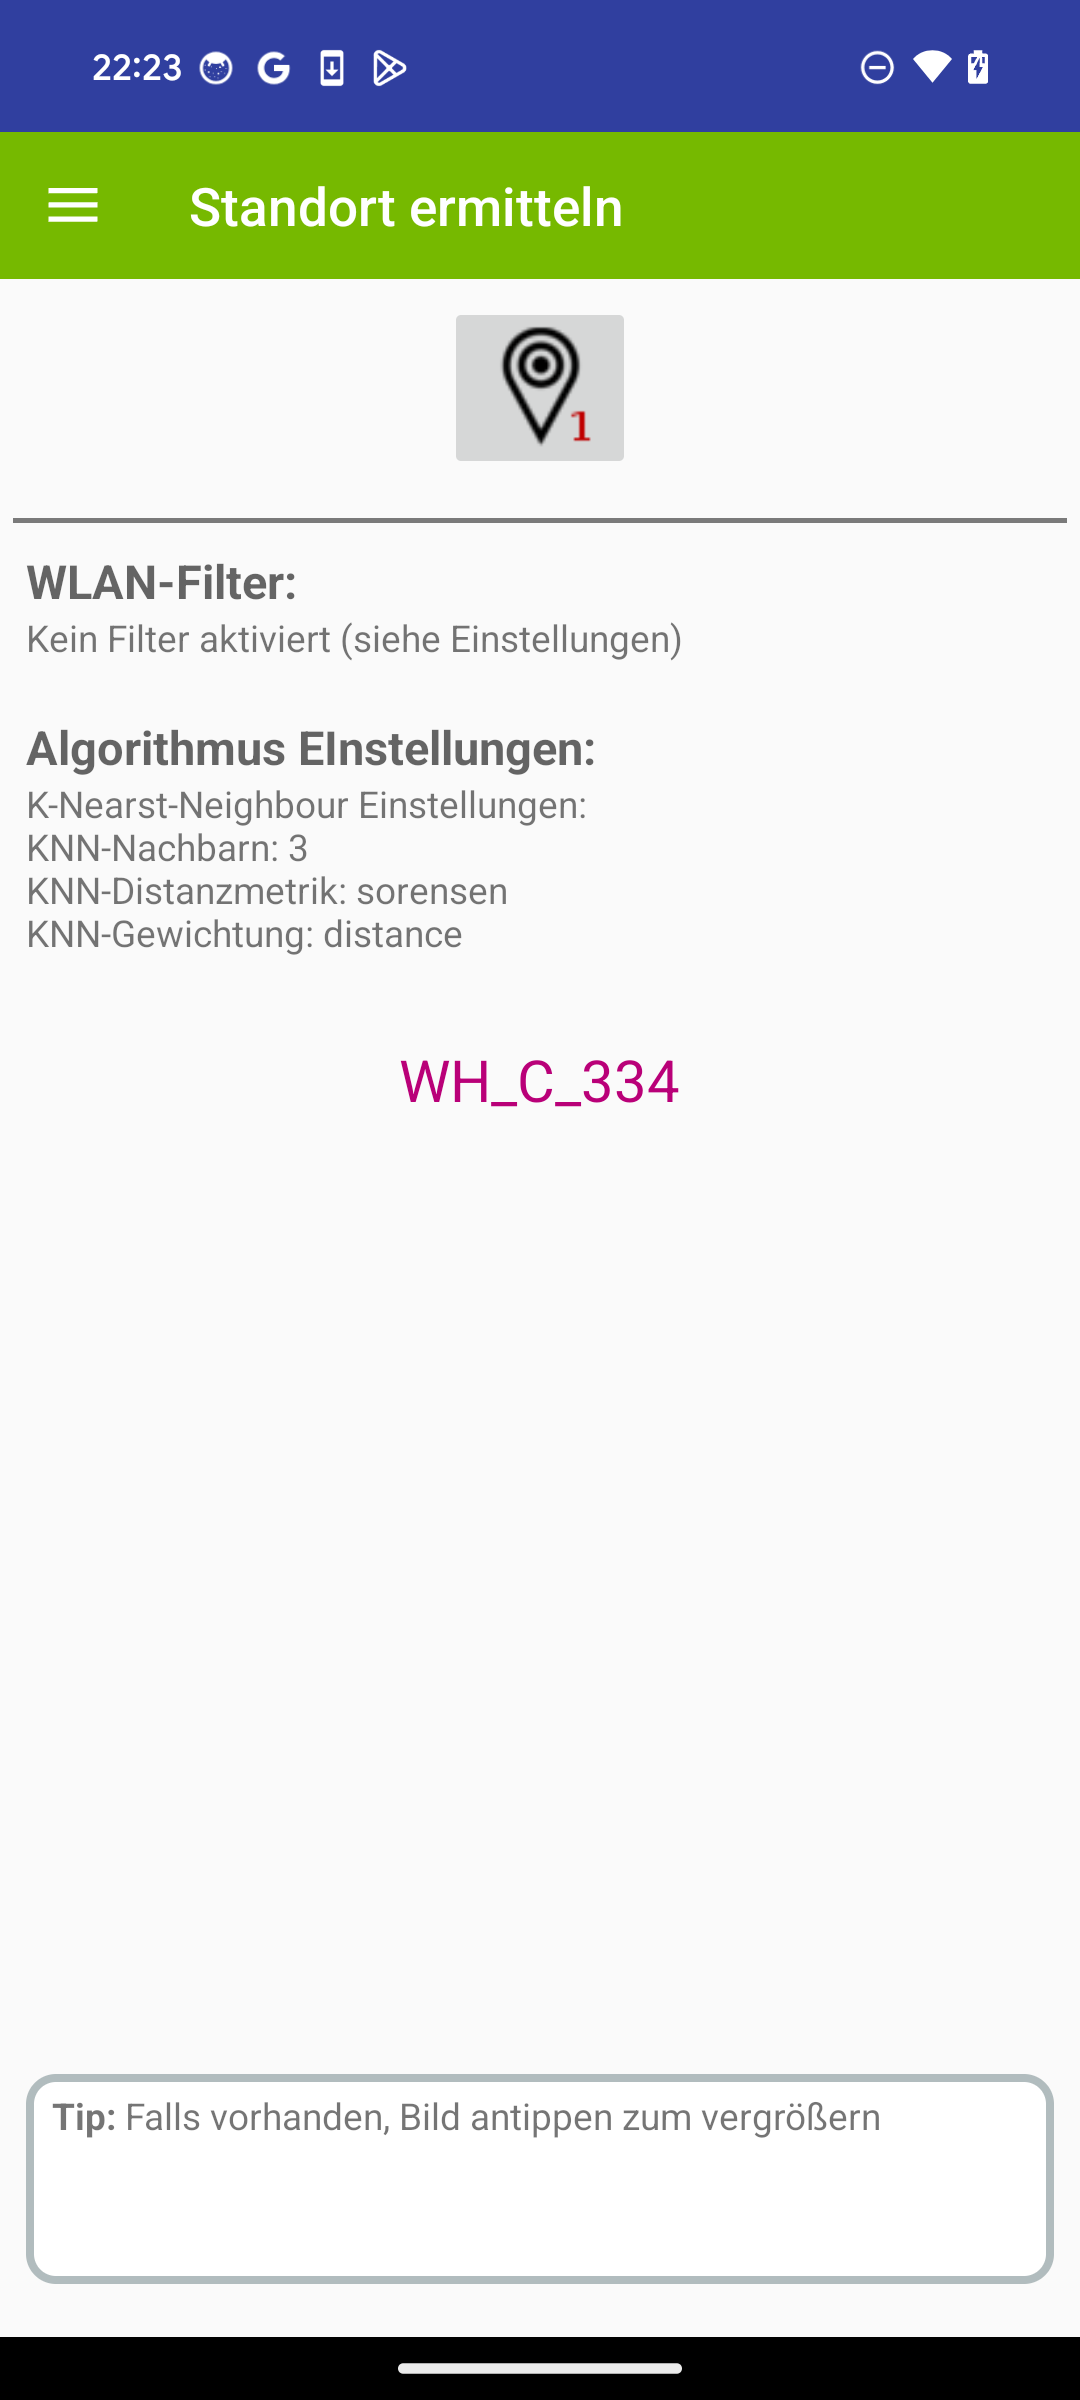 22:23
Standort ermitteln
1
WLAN-Filter:
Kein Filter aktiviert (siehe Einstellungen)
Algorithmus EInstellungen:
K-Nearst-Neighbour Einstellungen:
KNN-Nachbarn: 3
KNN-Distanzmetrik: sorensen
KNN-Gewichtung: distance
WH_C_334
Tip: Falls vorhanden, Bild antippen zum vergrößern